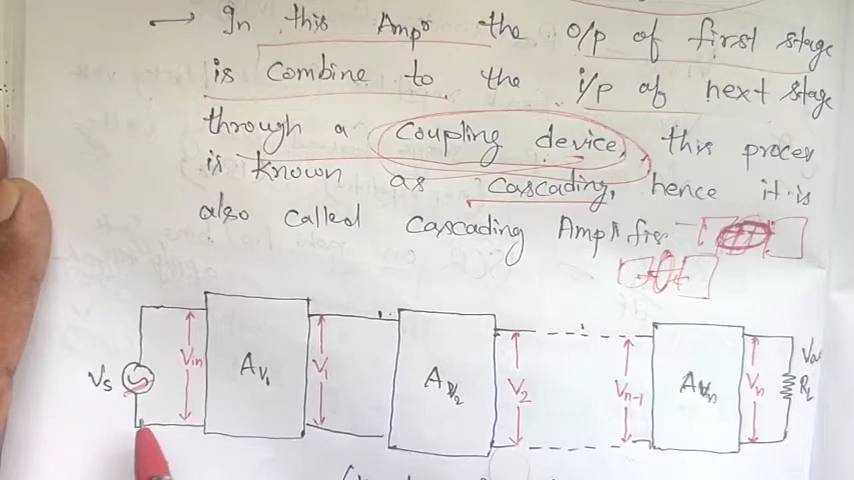 → In this Ampr the o/p of first stage
is combine to the i/p of next stage
through a coupling device, this proces
is known as cascading, hence it is
also called cascading Amplifier
Vs Vin Av1 V1 Av2 V2 Vn-1 Avn Vn RL